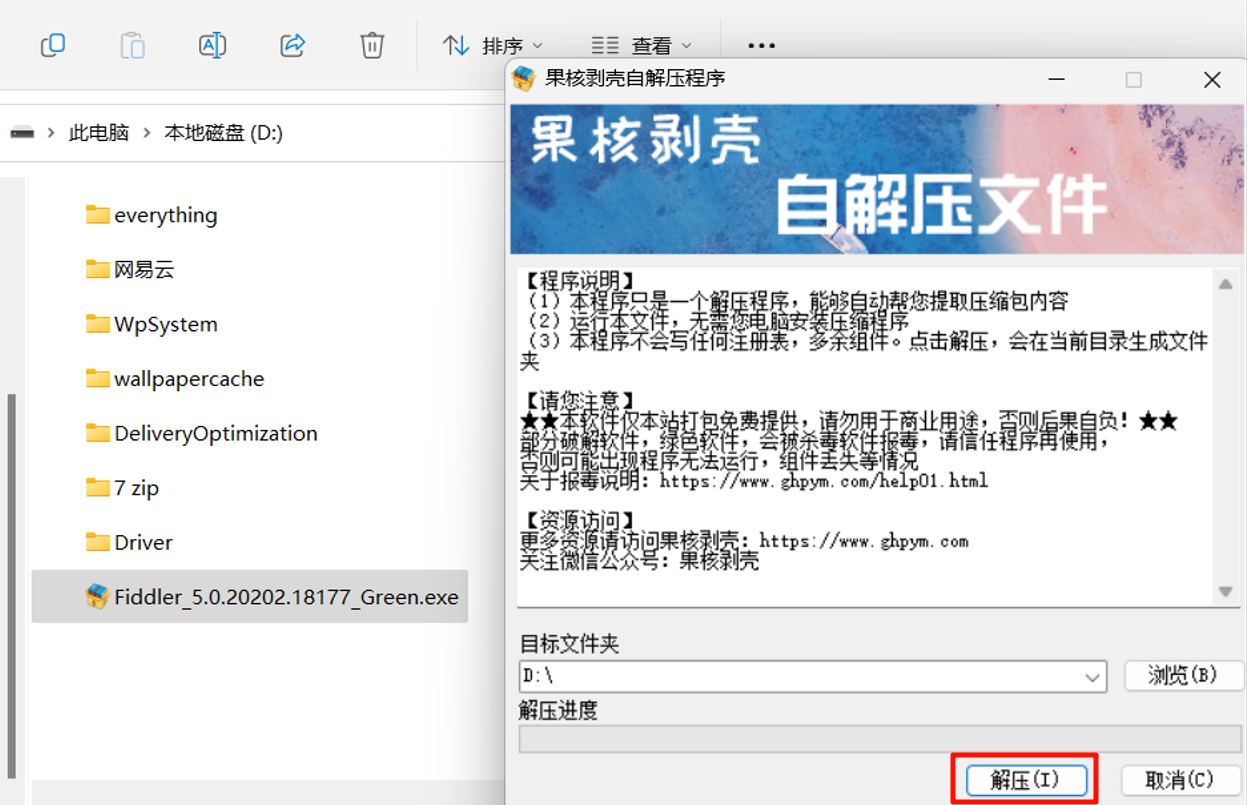 排序
查看
此电脑 > 本地磁盘 (D:)
everything
网易云
WpSystem
wallpapercache
DeliveryOptimization
7 zip
Driver
Fiddler_5.0.20202.18177_Green.exe
果核剥壳自解压程序
果核剥壳
自解压文件
【程序说明】
（1）本程序只是一个解压程序，能够自动帮您提取压缩包内容
（2）运行本文件，无需您电脑安装压缩程序
（3）本程序不会写任何注册表，多余组件。点击解压，会在当前目录生成文件
夹
【请您注意】
★★本软件仅本站打包免费提供，请勿用于商业用途，否则后果自负！★★
部分破解软件，绿色软件，会被杀毒软件报毒，请信任程序再使用，
否则可能出现程序无法运行，组件丢失等情况
关于报毒说明：https://www.ghpym.com/help01.html
【资源访问】
更多资源请访问果核剥壳：https://www.ghpym.com
关注微信公众号：果核剥壳
目标文件夹
D:\
浏览(B)
解压进度
解压(I)
取消(C)